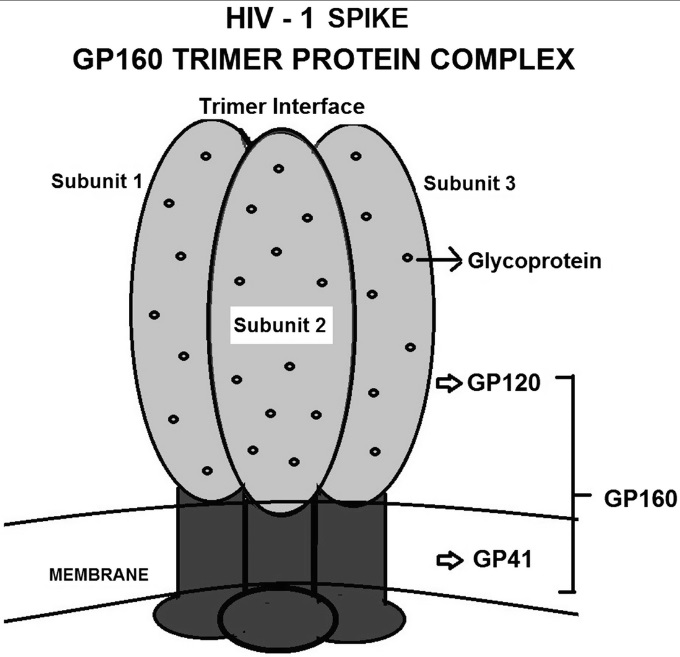 HIV - 1 SPIKE
GP160 TRIMER PROTEIN COMPLEX
Trimer Interface
Subunit 1
Subunit 3
Glycoprotein
Subunit 2
GP120
GP160
GP41
MEMBRANE